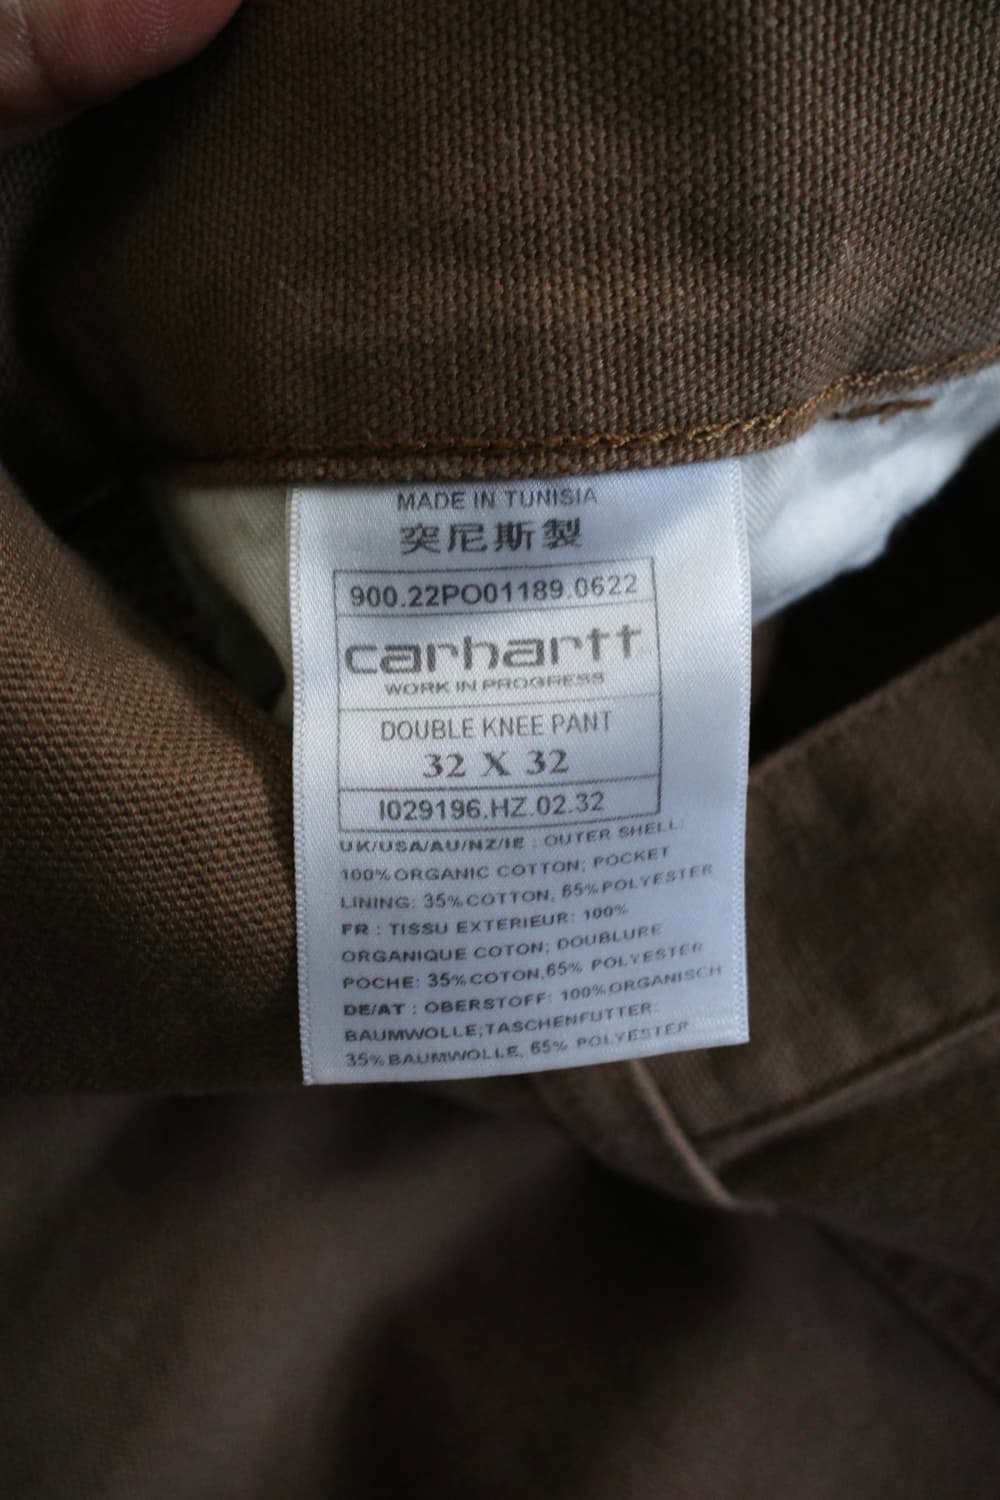 MADE IN TUNISIA
突尼斯製
900.22PO01189.0622
carhartt
WORK IN PROGRESS
DOUBLE KNEE PANT
32 X 32
I029196.HZ.02.32
UK/USA/AU/NZ/IE : OUTER SHELL:
100% ORGANIC COTTON; POCKET
LINING: 35% COTTON, 65% POLYESTER
FR : TISSU EXTERIEUR: 100%
ORGANIQUE COTON; DOUBLURE
POCHE: 35% COTON,65% POLYESTER
DE/AT : OBERSTOFF: 100% ORGANISCH
BAUMWOLLE;TASCHENFUTTER:
35% BAUMWOLLE, 65% POLYESTER